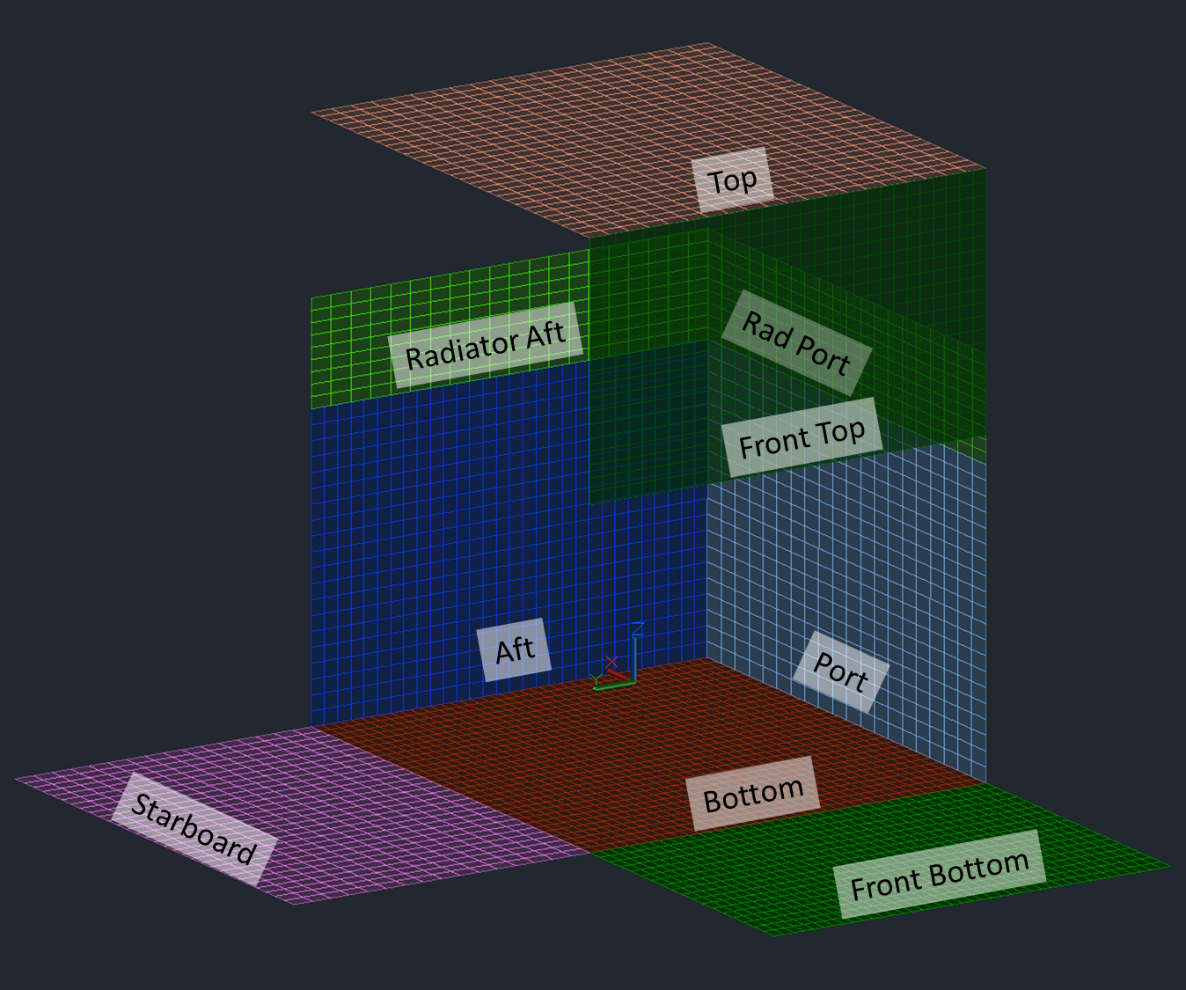 Top
Radiator Aft
Rad Port
Front Top
Z
X
Y
Aft
Port
Bottom
Starboard
Front Bottom